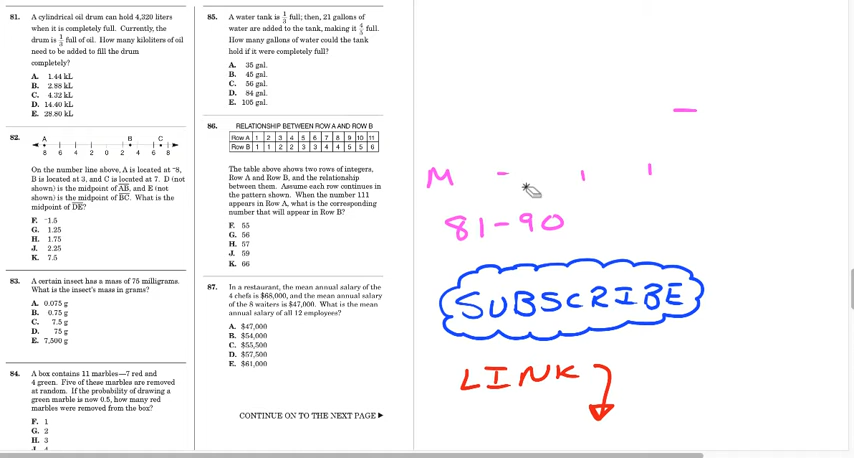 81. A cylindrical oil drum can hold 4,320 liters
when it is completely full. Currently, the
drum is 1/3 full of oil. How many kiloliters of oil
need to be added to fill the drum
completely?
A. 1.44 kL
B. 2.88 kL
C. 4.32 kL
D. 14.40 kL
E. 28.80 kL
82.
A B C
8 6 4 2 0 2 4 6 8
On the number line above, A is located at ⁻8,
B is located at 3, and C is located at 7. D (not
shown) is the midpoint of AB, and E (not
shown) is the midpoint of BC. What is the
midpoint of DE?
F. ⁻1.5
G. 1.25
H. 1.75
J. 2.25
K. 7.5
83. A certain insect has a mass of 75 milligrams.
What is the insect's mass in grams?
A. 0.075 g
B. 0.75 g
C. 7.5 g
D. 75 g
E. 7,500 g
84. A box contains 11 marbles—7 red and
4 green. Five of these marbles are removed
at random. If the probability of drawing a
green marble is now 0.5, how many red
marbles were removed from the box?
F. 1
G. 2
H. 3
85. A water tank is 1/3 full; then, 21 gallons of
water are added to the tank, making it 4/5 full.
How many gallons of water could the tank
hold if it were completely full?
A. 35 gal.
B. 45 gal.
C. 56 gal.
D. 84 gal.
E. 105 gal.
86. RELATIONSHIP BETWEEN ROW A AND ROW B
Row A 1 2 3 4 5 6 7 8 9 10 11
Row B 1 1 2 2 3 3 4 4 5 5 6
The table above shows two rows of integers,
Row A and Row B, and the relationship
between them. Assume each row continues in
the pattern shown. When the number 111
appears in Row A, what is the corresponding
number that will appear in Row B?
F. 55
G. 56
H. 57
J. 59
K. 66
87. In a restaurant, the mean annual salary of the
4 chefs is $68,000, and the mean annual salary
of the 8 waiters is $47,000. What is the mean
annual salary of all 12 employees?
A. $47,000
B. $54,000
C. $55,500
D. $57,500
E. $61,000
CONTINUE ON TO THE NEXT PAGE ▶
M
81-90
SUBSCRIBE
LINK